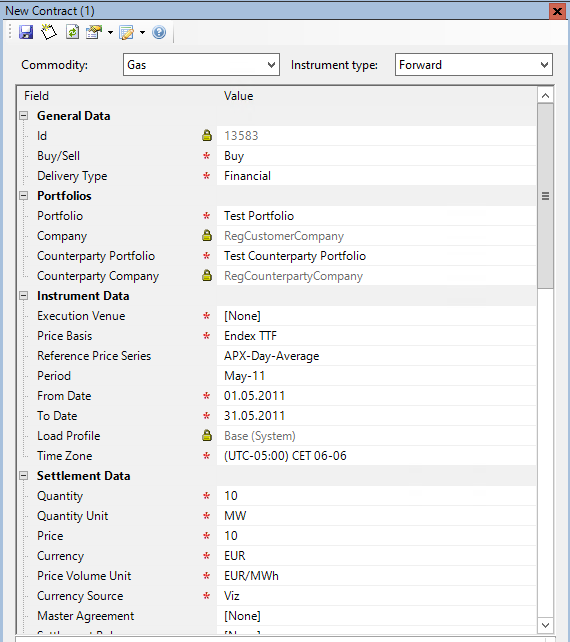 New Contract (1)
Commodity: Gas Instrument type: Forward
Field Value
General Data
Id 13583
Buy/Sell * Buy
Delivery Type * Financial
Portfolios
Portfolio * Test Portfolio
Company RegCustomerCompany
Counterparty Portfolio * Test Counterparty Portfolio
Counterparty Company RegCounterpartyCompany
Instrument Data
Execution Venue * [None]
Price Basis * Endex TTF
Reference Price Series APX-Day-Average
Period May-11
From Date * 01.05.2011
To Date * 31.05.2011
Load Profile Base (System)
Time Zone * (UTC-05:00) CET 06-06
Settlement Data
Quantity * 10
Quantity Unit * MW
Price * 10
Currency * EUR
Price Volume Unit * EUR/MWh
Currency Source * Viz
Master Agreement [None]